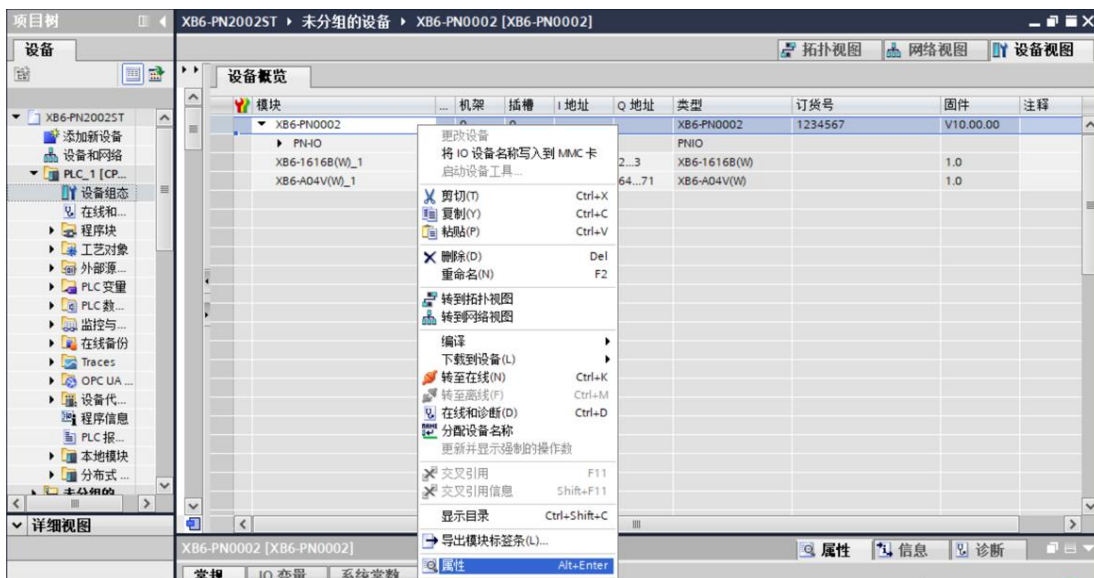 项目树
XB6-PN2002ST ▸ 未分组的设备 ▸ XB6-PN0002 [XB6-PN0002]
设备
拓扑视图 网络视图 设备视图
设备概览
模块 ... 机架 插槽 I 地址 Q 地址 类型 订货号 固件 注释
XB6-PN2002ST
添加新设备
设备和网络
PLC_1 [CP...
设备组态
在线和...
程序块
工艺对象
外部源...
PLC 变量
PLC 数...
监控与...
在线备份
Traces
OPC UA ...
设备代...
程序信息
PLC 报...
本地模块
分布式 ...
未分组的
详细视图
XB6-PN0002 0 0 XB6-PN0002 1234567 V10.00.00
PN-IO PNIO
XB6-1616B(W)_1 2...3 XB6-1616B(W) 1.0
XB6-A04V(W)_1 64...71 XB6-A04V(W) 1.0
更改设备
将 IO 设备名称写入到 MMC 卡
启动设备工具...
剪切(T) Ctrl+X
复制(Y) Ctrl+C
粘贴(P) Ctrl+V
删除(D) Del
重命名(N) F2
转到拓扑视图
转到网络视图
编译
下载到设备(L)
转至在线(N) Ctrl+K
转至离线(F) Ctrl+M
在线和诊断(D) Ctrl+D
分配设备名称
更新并显示强制的操作数
交叉引用 F11
交叉引用信息 Shift+F11
显示目录 Ctrl+Shift+C
导出模块标签条(L)...
属性 Alt+Enter
XB6-PN0002 [XB6-PN0002]
属性 信息 诊断
常规 IO 变量 系统常数